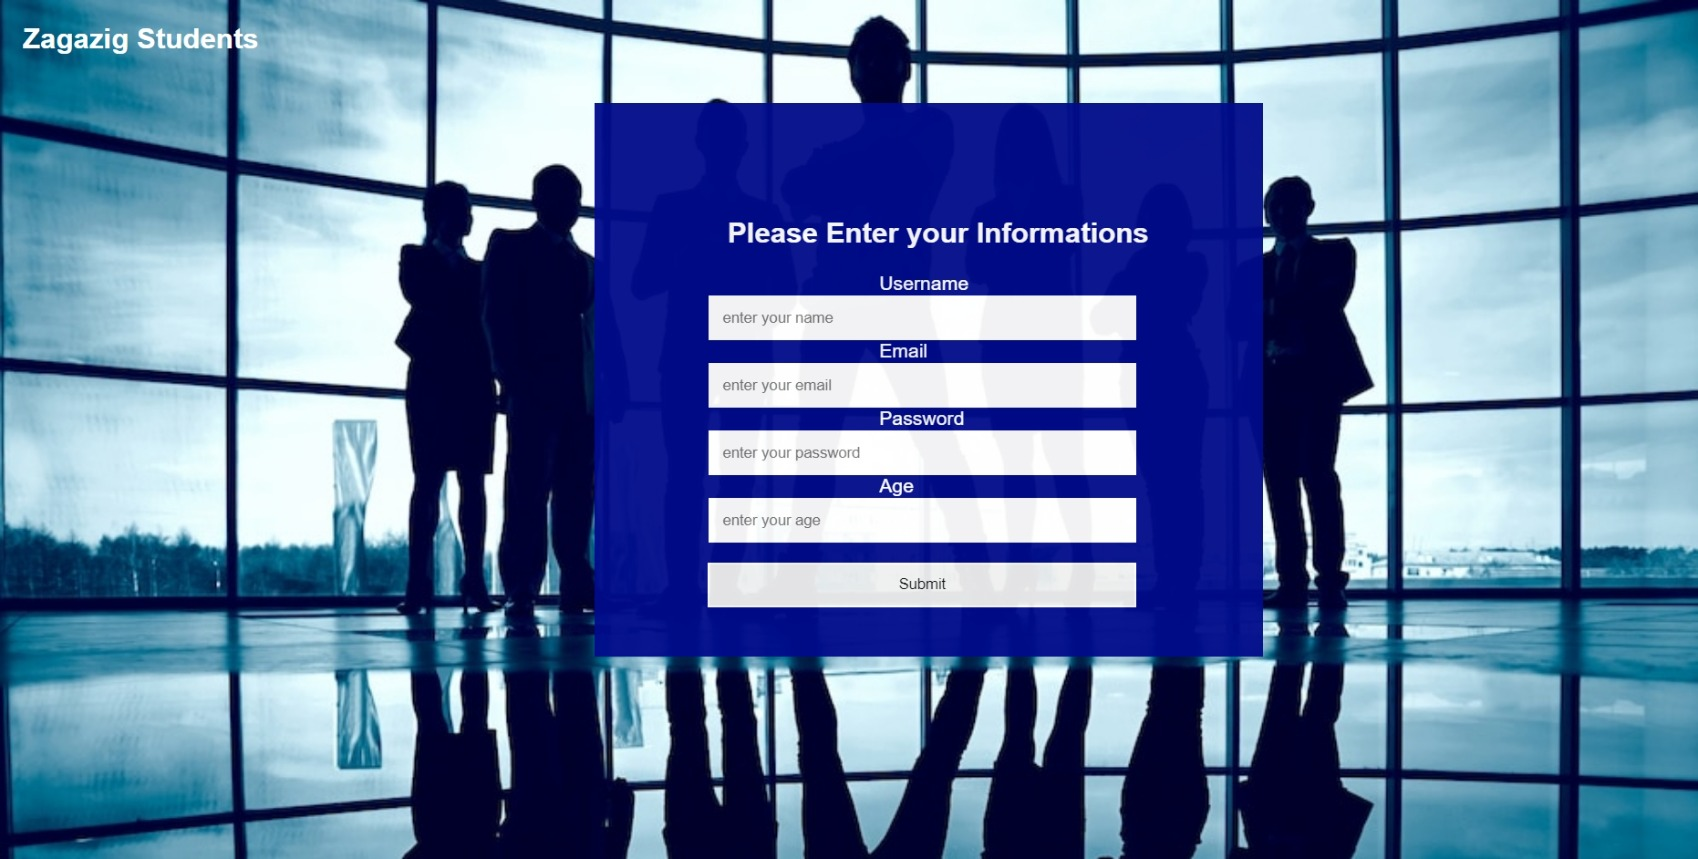 Zagazig Students
Please Enter your Informations
Username
enter your name
Email
enter your email
Password
enter your password
Age
enter your age
Submit